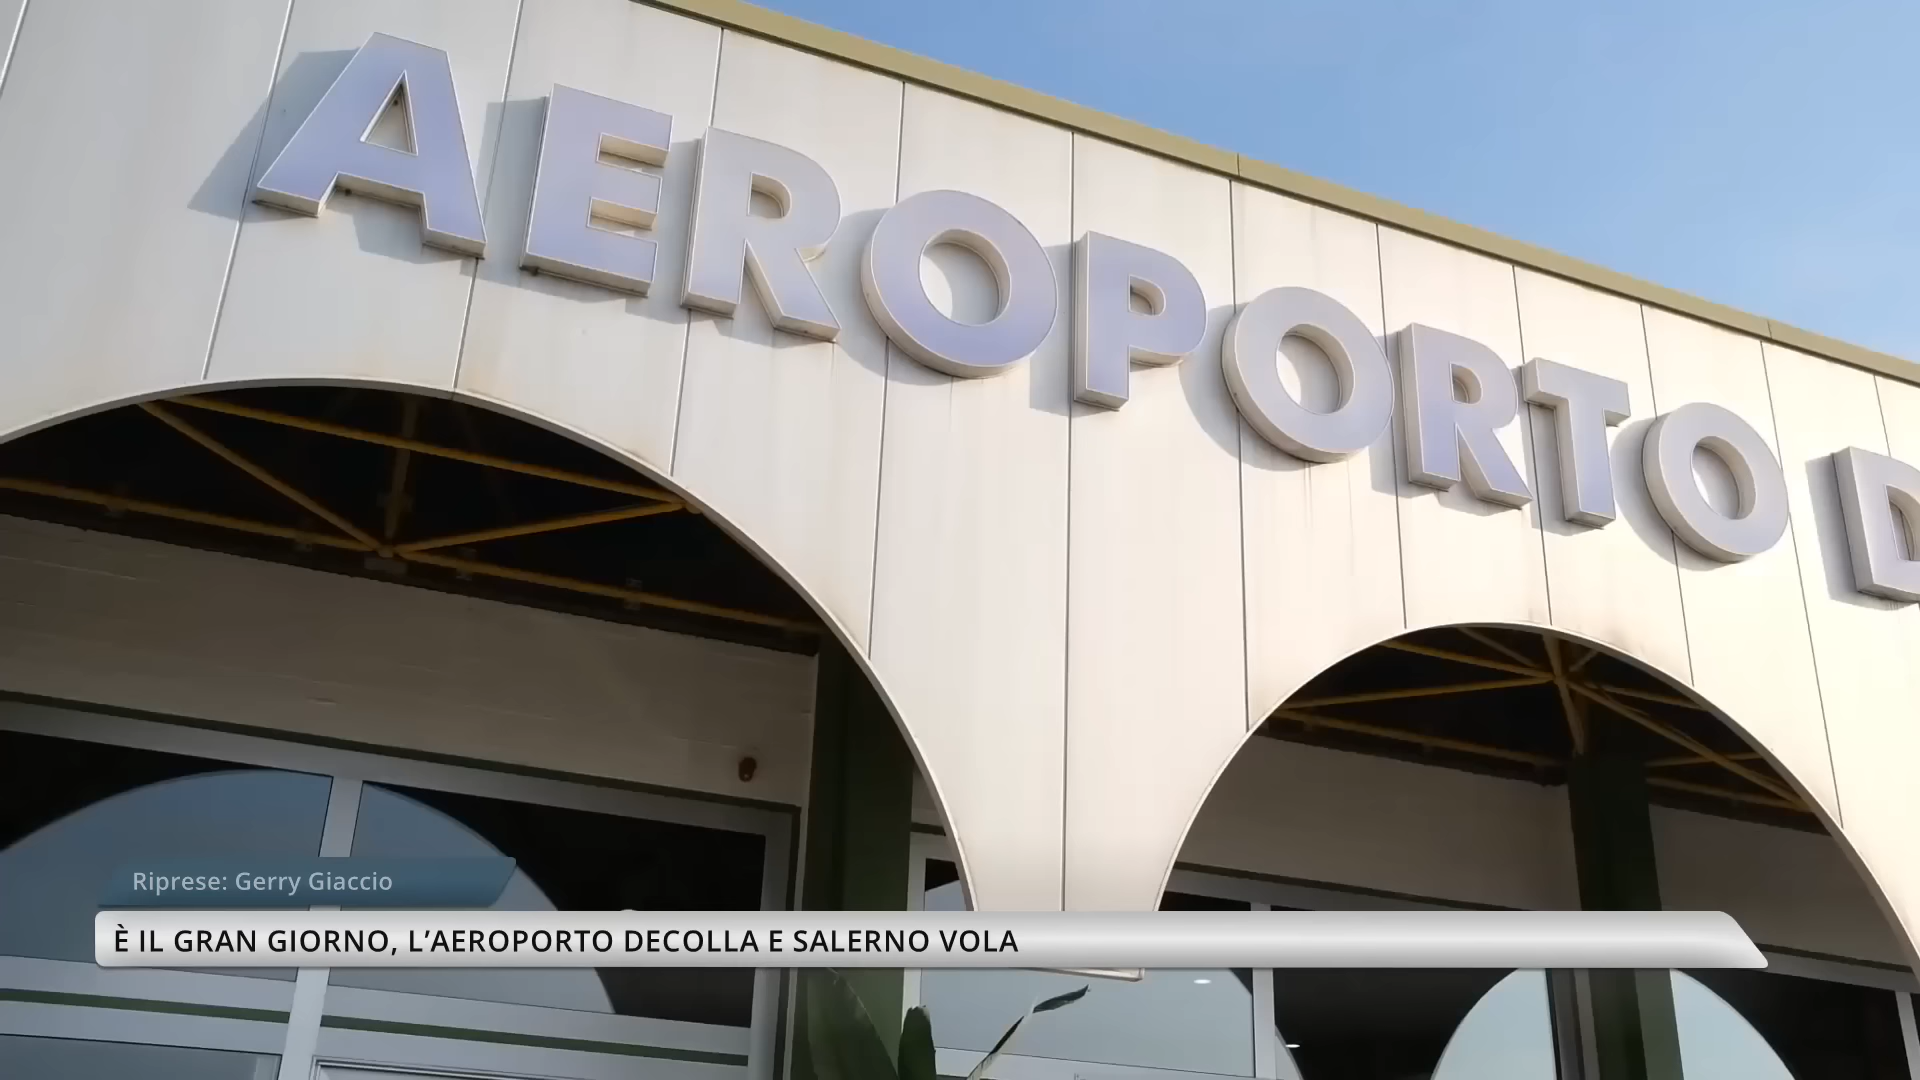 AEROPORTO D
Riprese: Gerry Giaccio
È IL GRAN GIORNO, L’AEROPORTO DECOLLA E SALERNO VOLA